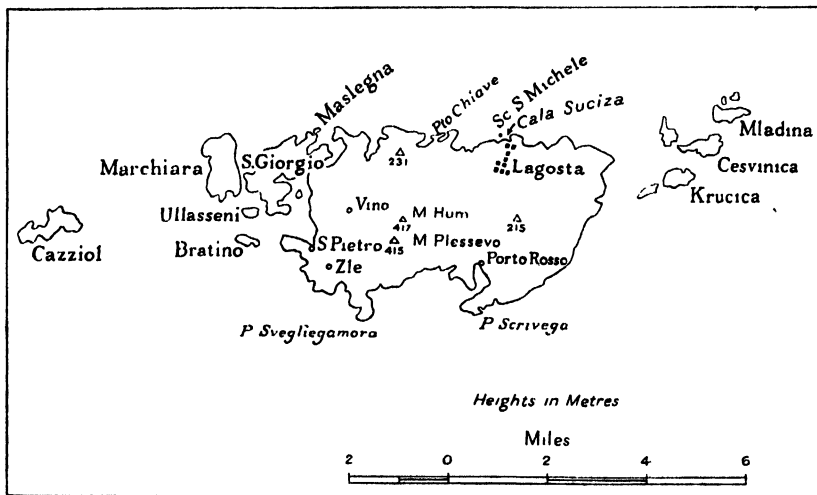 Maslegna
Pto Chiave
Sc S Michele
Cala Suciza
Mladina
Marchiara
S. Giorgio
231
Lagosta
Cesvinica
Krucica
Ullasseni
Vino
M Hum
417
215
Cazziol
Bratino
S Pietro
415
M Plessevo
Zle
Porto Rosso
P Svegliegamora
P Scrivega
Heights in Metres
Miles
2 0 2 4 6